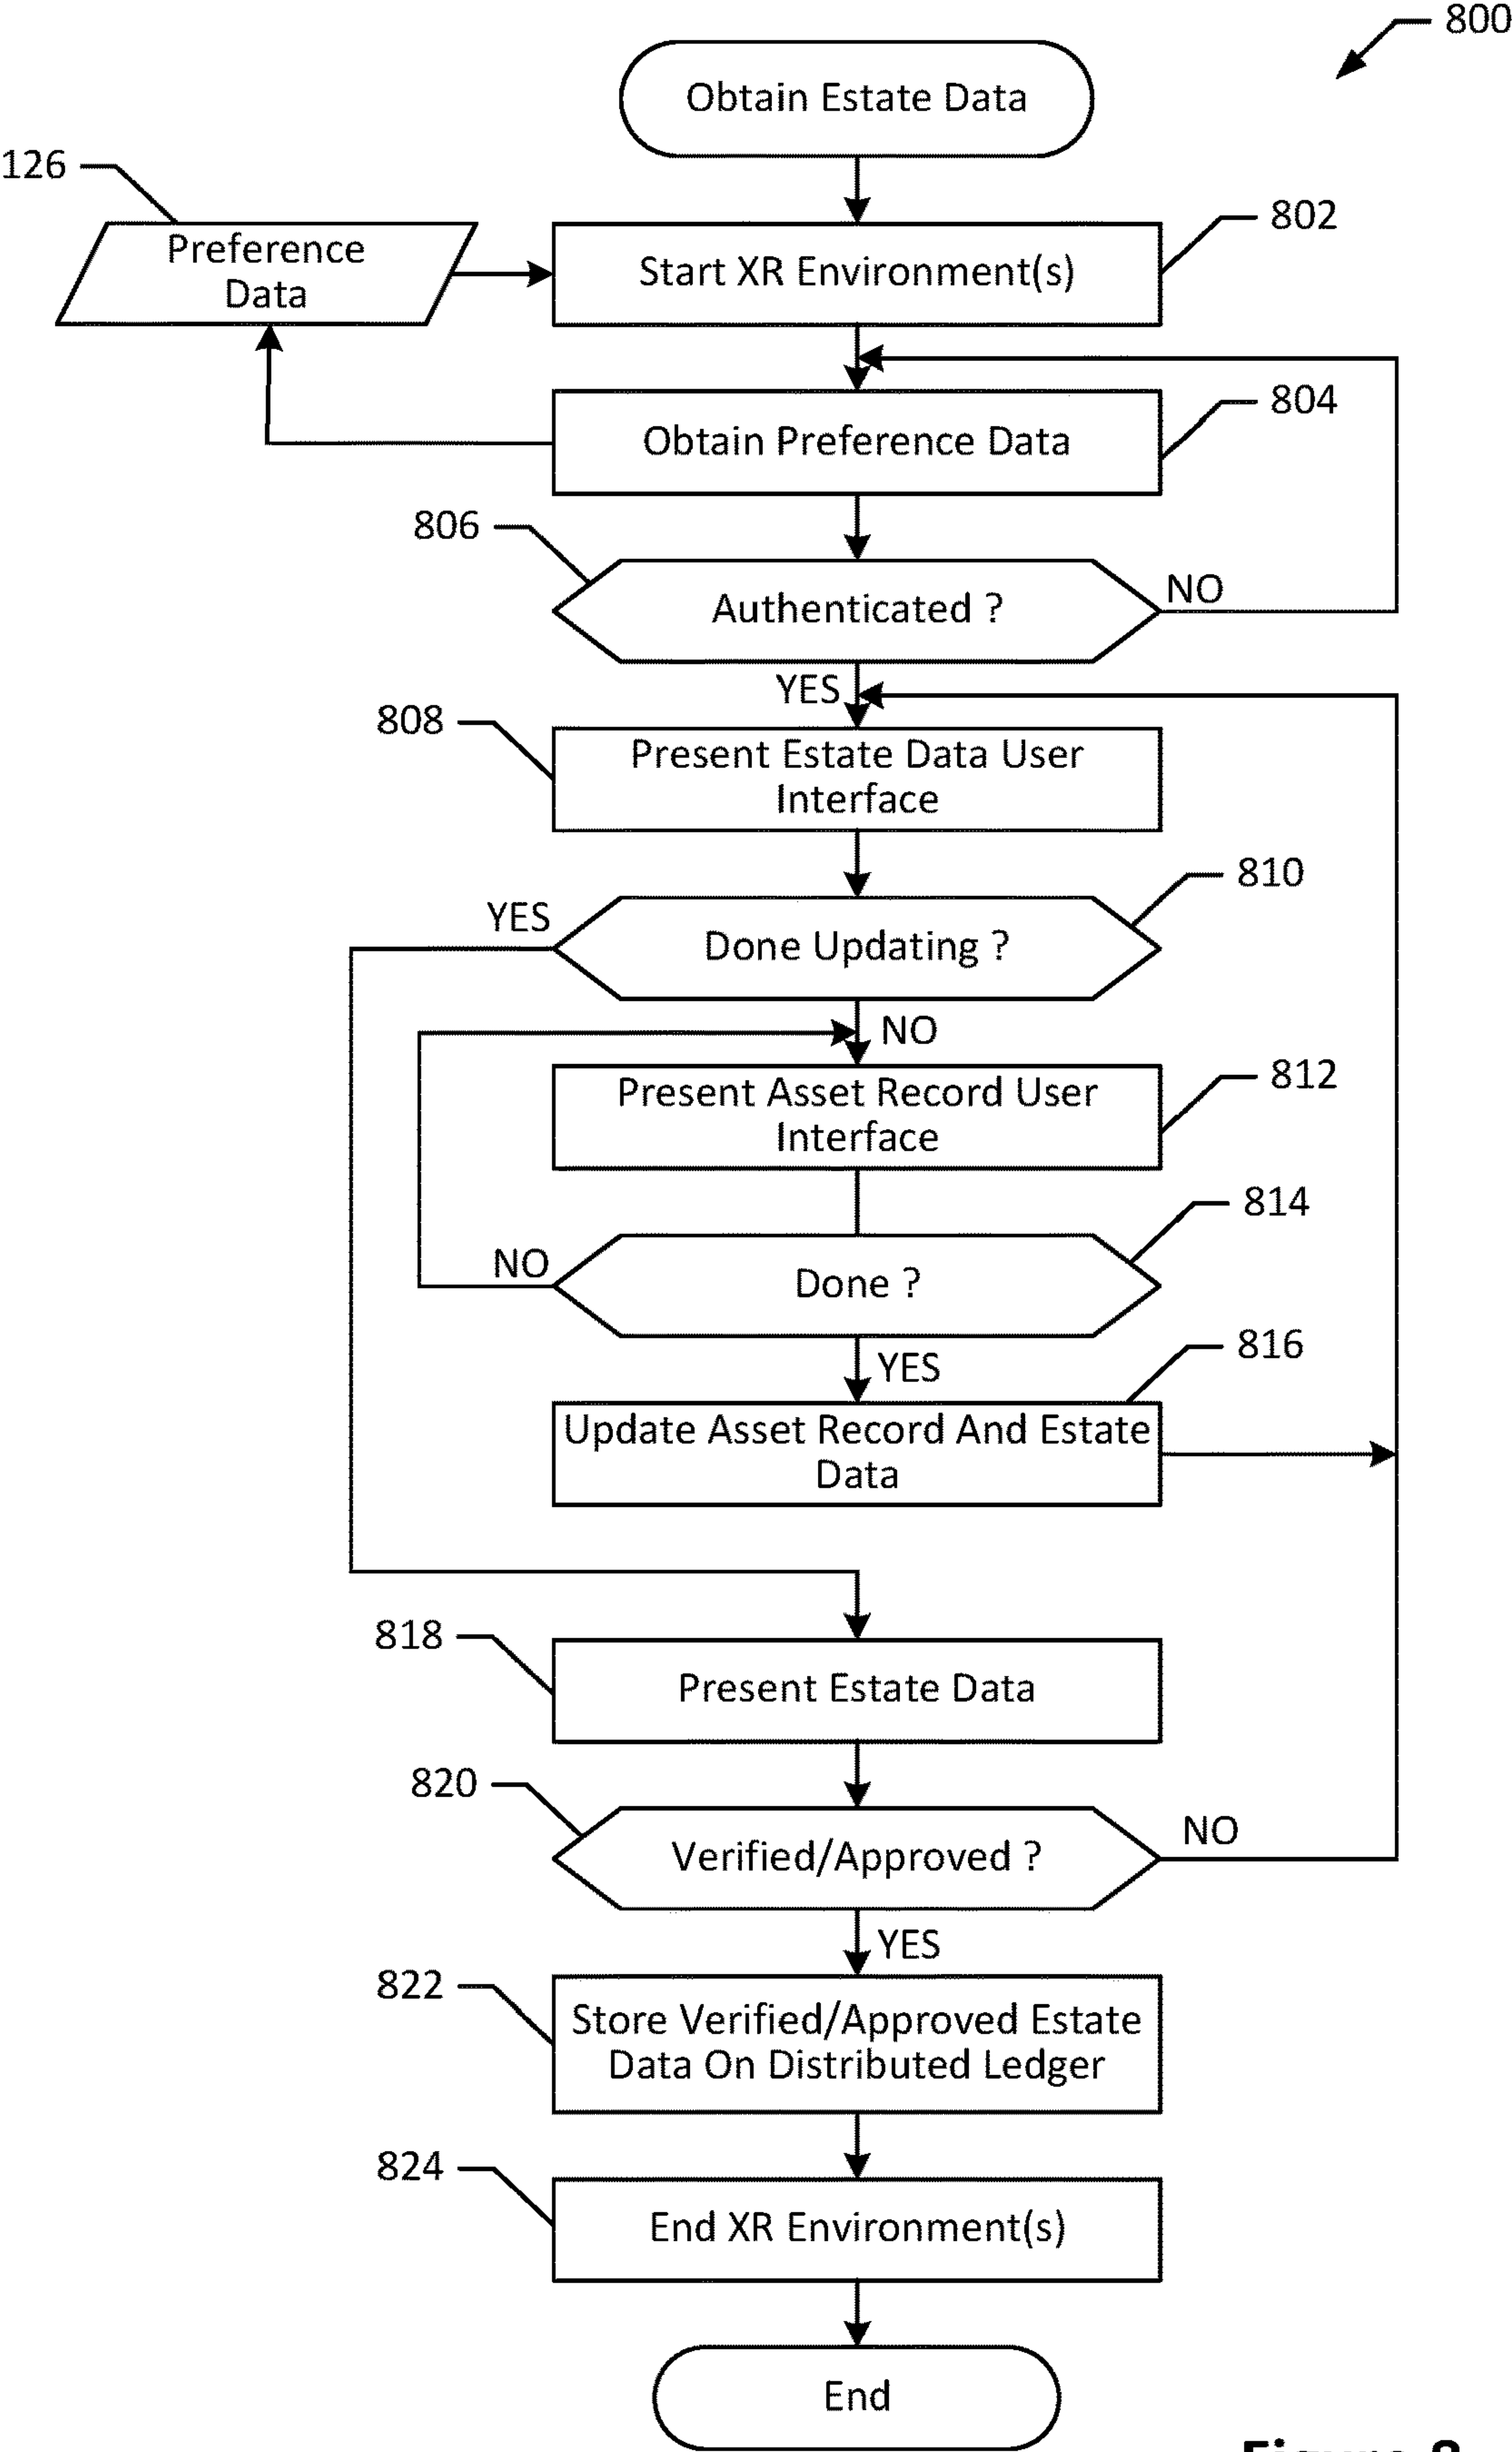 800
Obtain Estate Data
126
Preference
Data
802
Start XR Environment(s)
804
Obtain Preference Data
806
Authenticated ?
NO
YES
808
Present Estate Data User
Interface
810
YES
Done Updating ?
NO
812
Present Asset Record User
Interface
814
NO
Done ?
YES
816
Update Asset Record And Estate
Data
818
Present Estate Data
820
Verified/Approved ?
NO
YES
822
Store Verified/Approved Estate
Data On Distributed Ledger
824
End XR Environment(s)
End
Figure 8